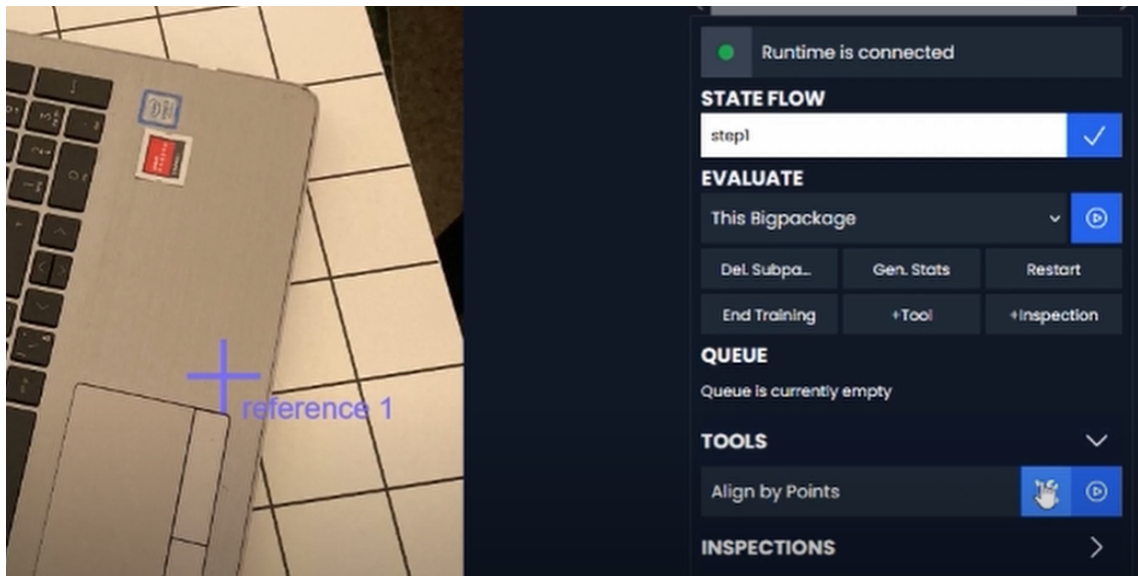 reference 1
Runtime is connected
STATE FLOW
step1
EVALUATE
This Bigpackage
Del. Subpa...
Gen. Stats
Restart
End Training
+Tool
+Inspection
QUEUE
Queue is currently empty
TOOLS
Align by Points
INSPECTIONS